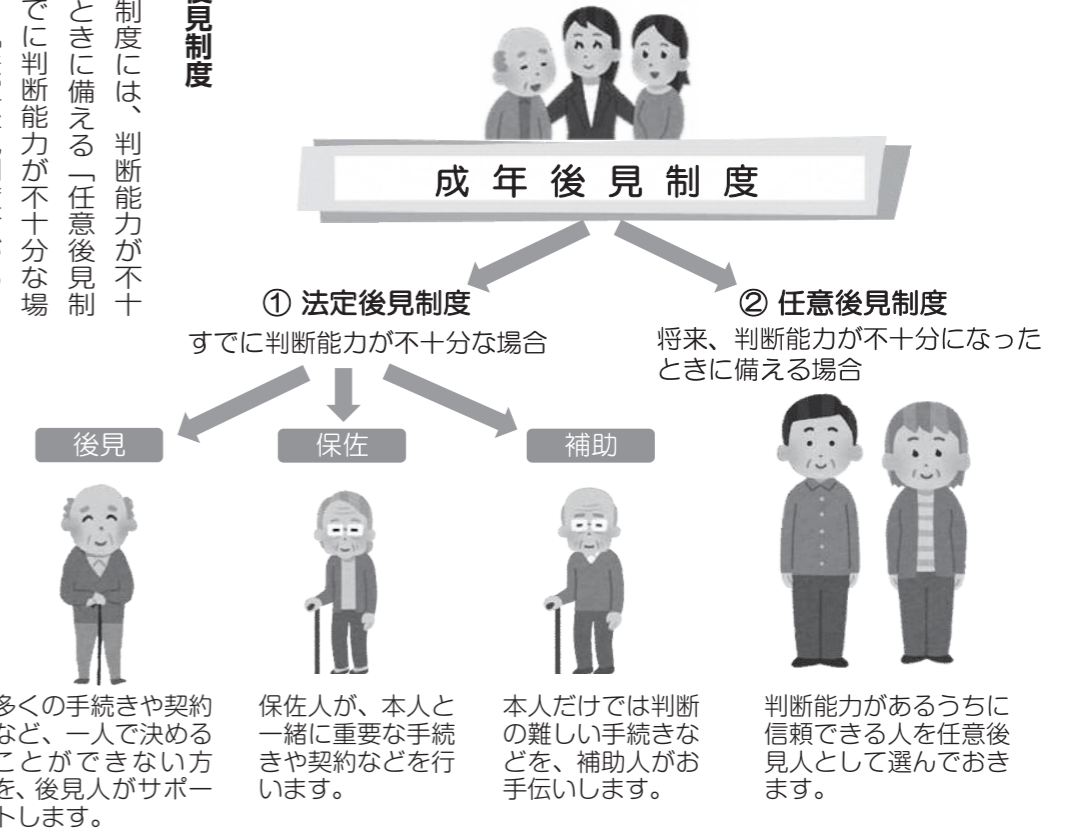 後見制度
制度には、判断能力が不十
ときに備える「任意後見制
でに判断能力が不十分な場
成年後見制度
① 法定後見制度
すでに判断能力が不十分な場合
② 任意後見制度
将来、判断能力が不十分になった
ときに備える場合
後見
保佐
補助
多くの手続きや契約
など、一人で決める
ことができない方
を、後見人がサポー
トします。
保佐人が、本人と
一緒に重要な手続
きや契約などを行
います。
本人だけでは判断
の難しい手続きな
どを、補助人がお
手伝いします。
判断能力があるうちに
信頼できる人を任意後
見人として選んでおき
ます。